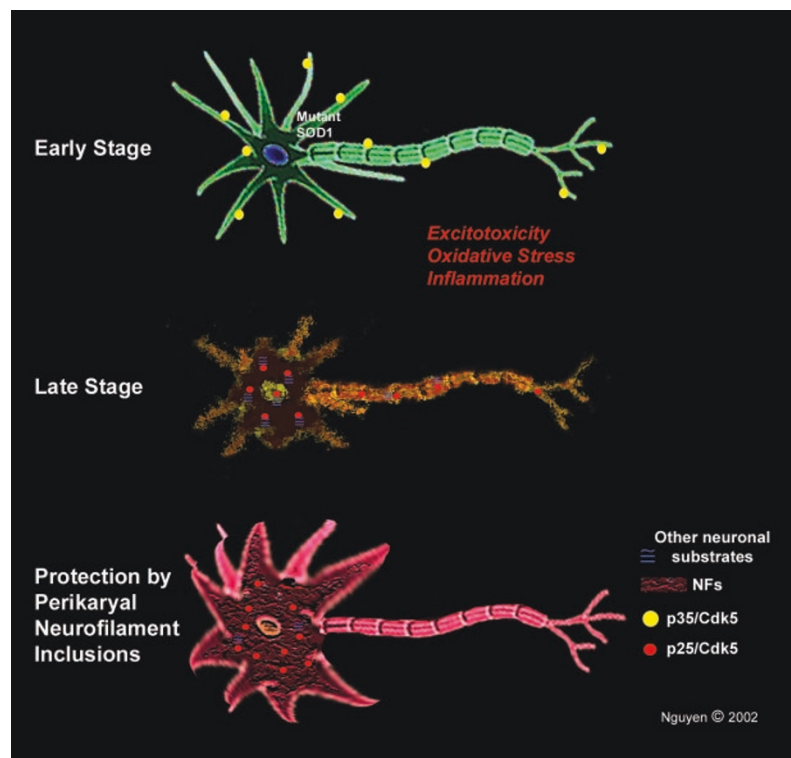 Mutant
SOD1
Early Stage
Excitotoxicity
Oxidative Stress
Inflammation
Late Stage
Protection by
Perikaryal
Neurofilament
Inclusions
Other neuronal
substrates
NFs
p35/Cdk5
p25/Cdk5
Nguyen © 2002